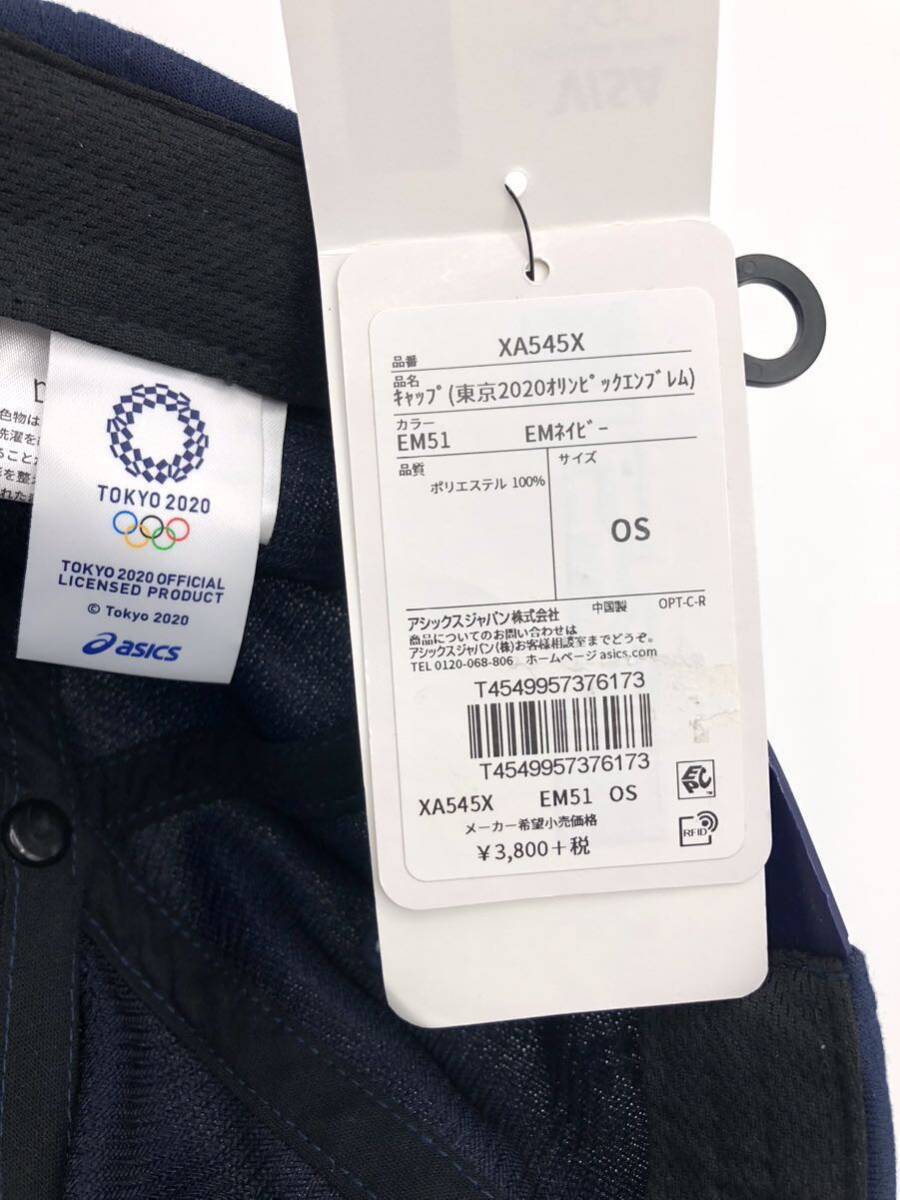 VISA
XA545X
品番
品名
ｷｬｯﾌﾟ(東京2020ｵﾘﾝﾋﾟｯｸｴﾝﾌﾞﾚﾑ)
カラー
EM51 EMﾈｲﾋﾞｰ
品質
サイズ
ポリエステル 100%
OS
アシックスジャパン株式会社 中国製 OPT-C-R
商品についてのお問い合わせは
アシックスジャパン(株)お客様相談室までどうぞ。
TEL 0120-068-806 ホームページ asics.com
T4549957376173
T4549957376173
XA545X EM51 OS
メーカー希望小売価格
￥3,800+税
EPC
TM
RFID
TOKYO 2020
TOKYO 2020 OFFICIAL
LICENSED PRODUCT
© Tokyo 2020
asics
色物は